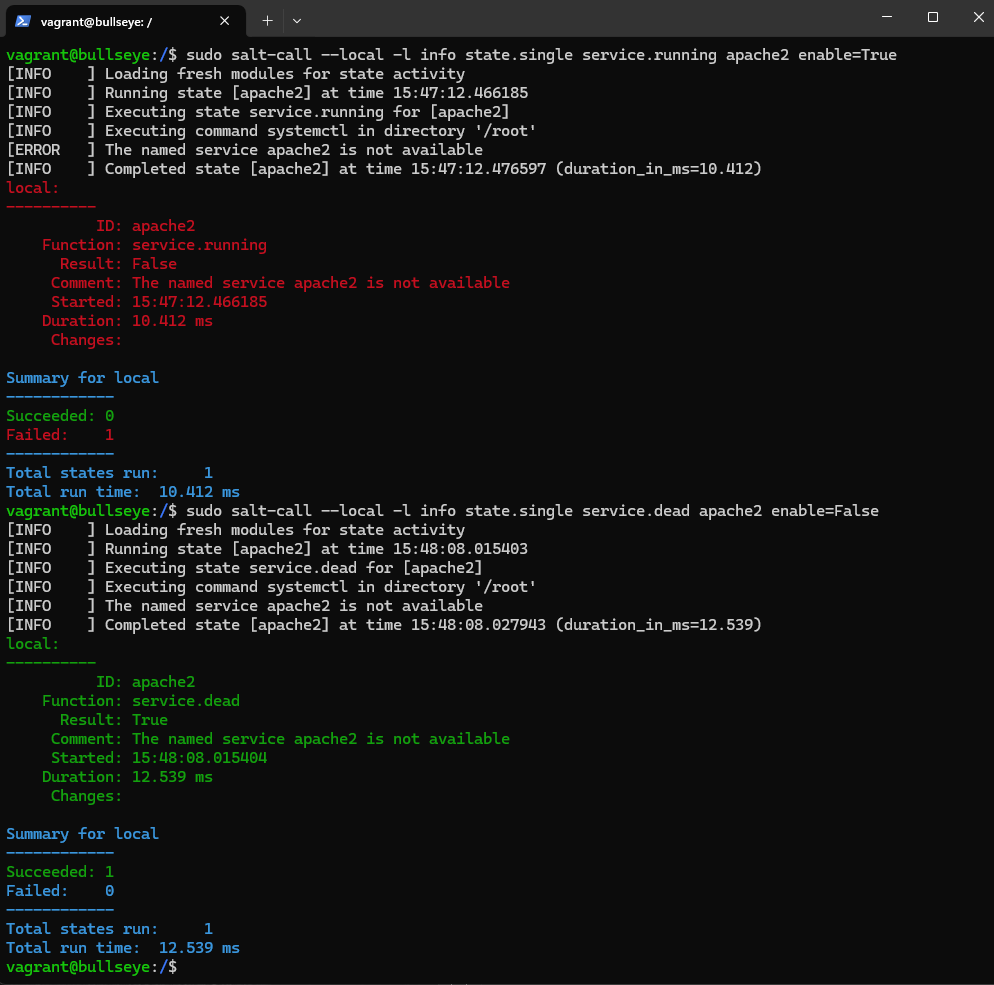 vagrant@bullseye: /
vagrant@bullseye:/$ sudo salt-call --local -l info state.single service.running apache2 enable=True
[INFO    ] Loading fresh modules for state activity
[INFO    ] Running state [apache2] at time 15:47:12.466185
[INFO    ] Executing state service.running for [apache2]
[INFO    ] Executing command systemctl in directory '/root'
[ERROR   ] The named service apache2 is not available
[INFO    ] Completed state [apache2] at time 15:47:12.476597 (duration_in_ms=10.412)
local:
----------
          ID: apache2
    Function: service.running
      Result: False
     Comment: The named service apache2 is not available
     Started: 15:47:12.466185
    Duration: 10.412 ms
     Changes:

Summary for local
------------
Succeeded: 0
Failed:    1
------------
Total states run:     1
Total run time:  10.412 ms
vagrant@bullseye:/$ sudo salt-call --local -l info state.single service.dead apache2 enable=False
[INFO    ] Loading fresh modules for state activity
[INFO    ] Running state [apache2] at time 15:48:08.015403
[INFO    ] Executing state service.dead for [apache2]
[INFO    ] Executing command systemctl in directory '/root'
[INFO    ] The named service apache2 is not available
[INFO    ] Completed state [apache2] at time 15:48:08.027943 (duration_in_ms=12.539)
local:
----------
          ID: apache2
    Function: service.dead
      Result: True
     Comment: The named service apache2 is not available
     Started: 15:48:08.015404
    Duration: 12.539 ms
     Changes:

Summary for local
------------
Succeeded: 1
Failed:    0
------------
Total states run:     1
Total run time:  12.539 ms
vagrant@bullseye:/$